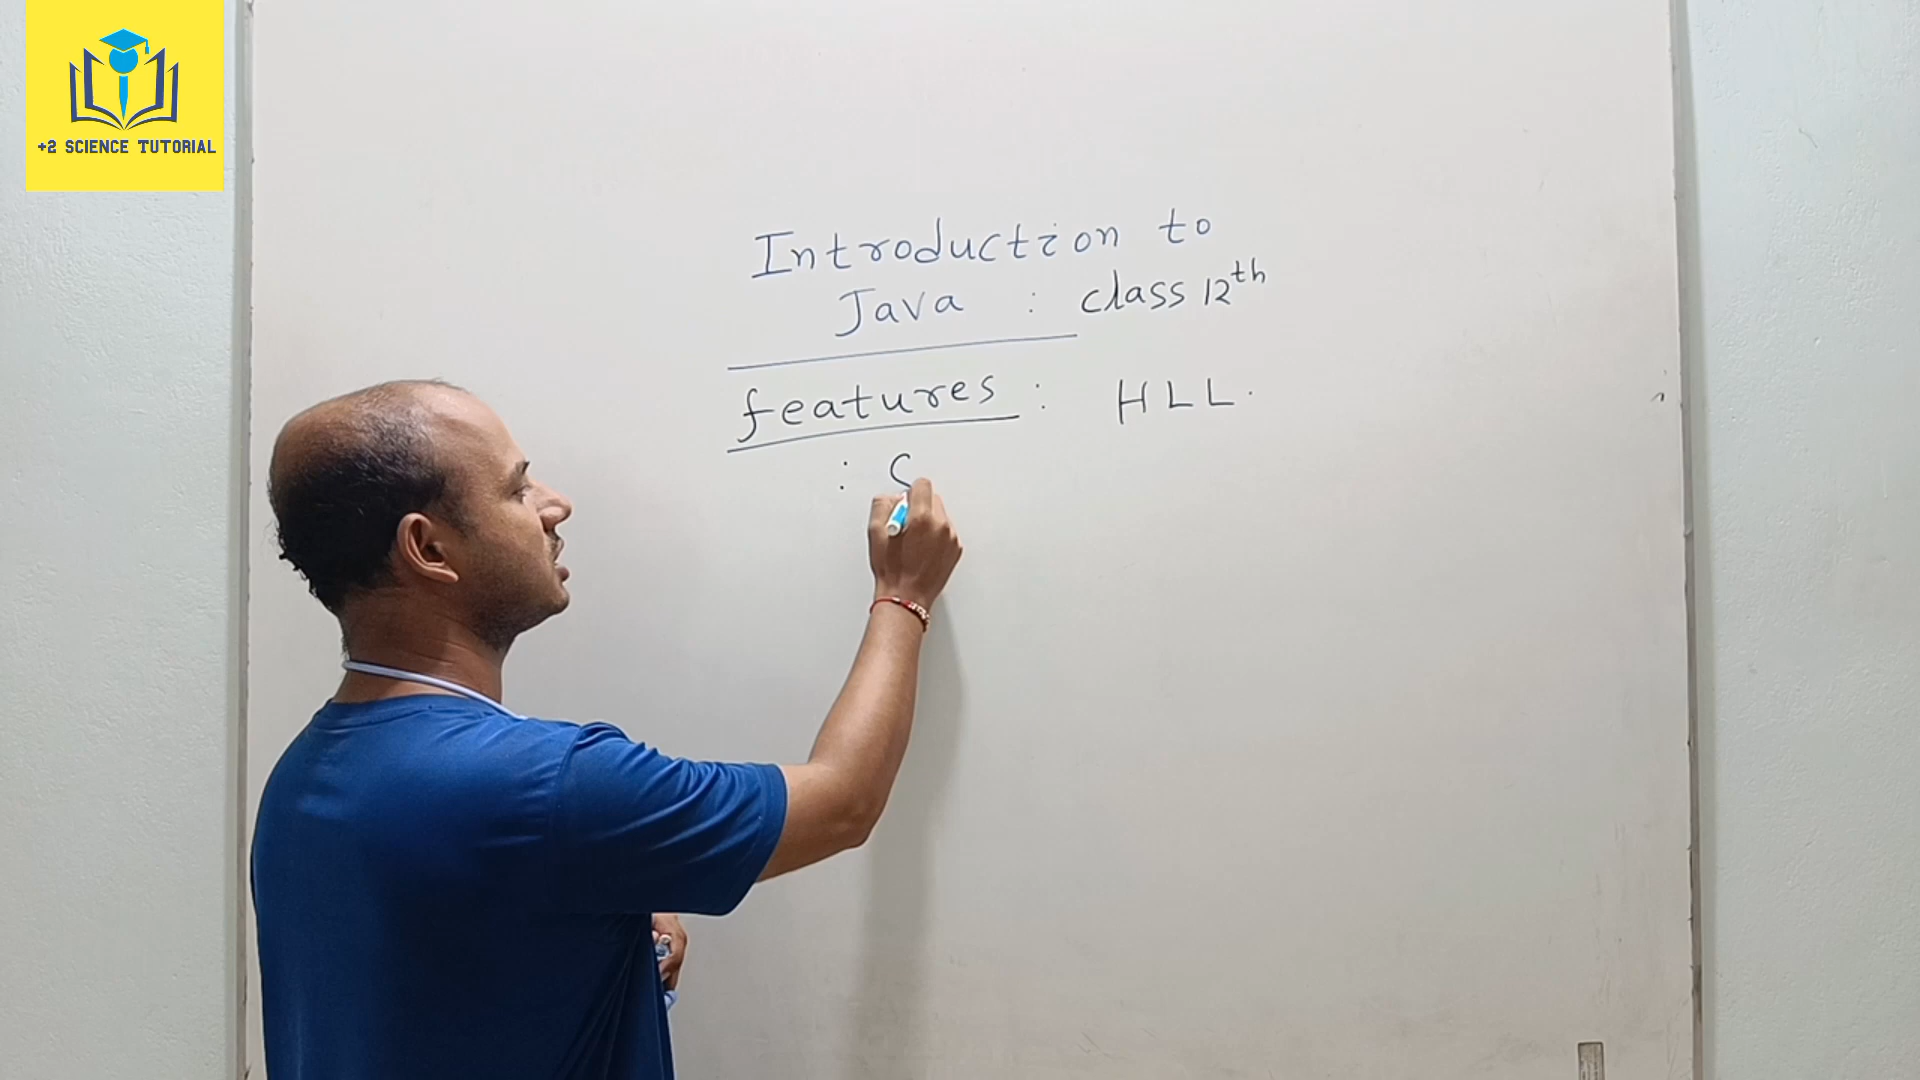 +2 SCIENCE TUTORIAL
Introduction to
Java : class 12th
features : HLL.
: